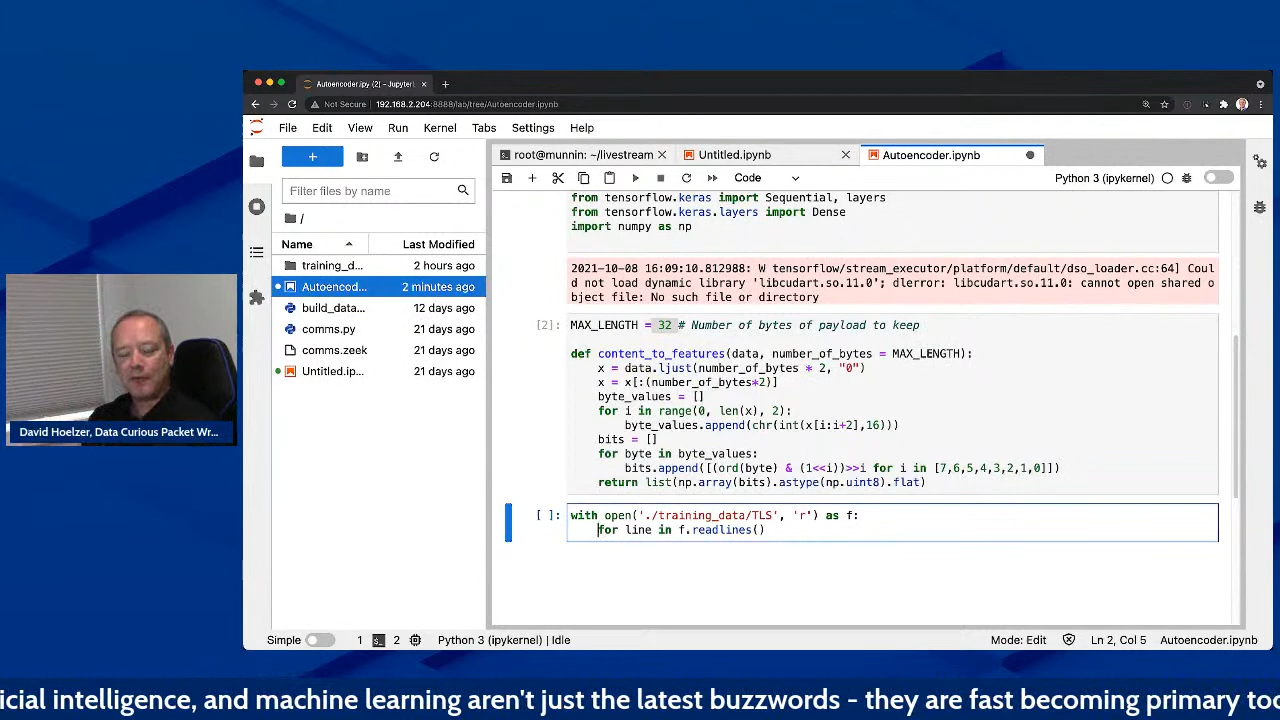 Autoencoder.ipy (2) - JupyterL
Not Secure
192.168.2.204:8888/lab/tree/Autoencoder.ipynb
File Edit View Run Kernel Tabs Settings Help
root@munnin: ~/livestream
Untitled.ipynb
Autoencoder.ipynb
Code
Python 3 (ipykernel)
Filter files by name
/
Name
Last Modified
training_d...
2 hours ago
Autoencod...
2 minutes ago
build_data...
12 days ago
comms.py
21 days ago
comms.zeek
21 days ago
Untitled.ip...
21 days ago
from tensorflow.keras import Sequential, layers
from tensorflow.keras.layers import Dense
import numpy as np
2021-10-08 16:09:10.812988: W tensorflow/stream_executor/platform/default/dso_loader.cc:64] Coul
d not load dynamic library 'libcudart.so.11.0'; dlerror: libcudart.so.11.0: cannot open shared o
bject file: No such file or directory
[2]:
MAX_LENGTH = 32 # Number of bytes of payload to keep
def content_to_features(data, number_of_bytes = MAX_LENGTH):
x = data.ljust(number_of_bytes * 2, "0")
x = x[:(number_of_bytes*2)]
byte_values = []
for i in range(0, len(x), 2):
byte_values.append(chr(int(x[i:i+2],16)))
bits = []
for byte in byte_values:
bits.append([(ord(byte) & (1<<i))>>i for i in [7,6,5,4,3,2,1,0]])
return list(np.array(bits).astype(np.uint8).flat)
[ ]:
with open('./training_data/TLS', 'r') as f:
for line in f.readlines()
David Hoelzer, Data Curious Packet Wr...
Simple
1
2
Python 3 (ipykernel) | Idle
Mode: Edit
Ln 2, Col 5
Autoencoder.ipynb
icial intelligence, and machine learning aren't just the latest buzzwords - they are fast becoming primary too